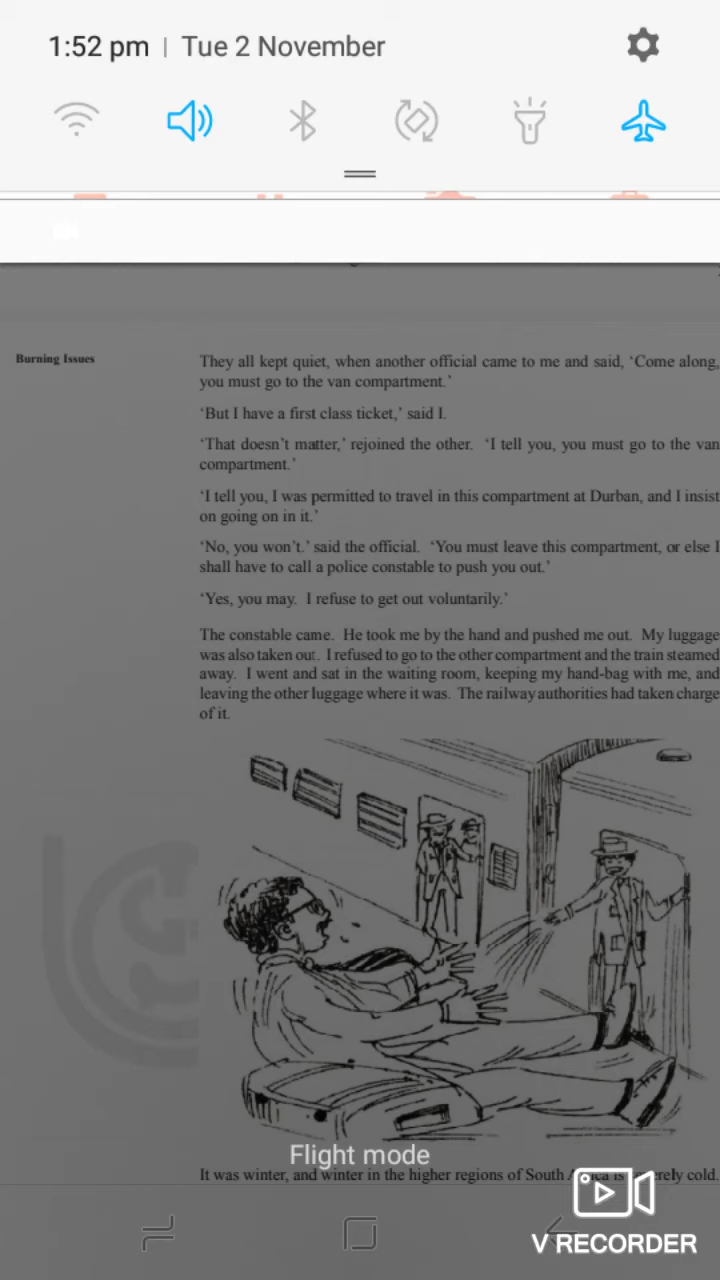 1:52 pm | Tue 2 November
Burning Issues
They all kept quiet, when another official came to me and said, ‘Come along,
you must go to the van compartment.’
‘But I have a first class ticket,’ said I.
‘That doesn’t matter,’ rejoined the other. ‘I tell you, you must go to the van
compartment.’
‘I tell you, I was permitted to travel in this compartment at Durban, and I insist
on going on in it.’
‘No, you won’t.’ said the official. ‘You must leave this compartment, or else I
shall have to call a police constable to push you out.’
‘Yes, you may. I refuse to get out voluntarily.’
The constable came. He took me by the hand and pushed me out. My luggage
was also taken out. I refused to go to the other compartment and the train steamed
away. I went and sat in the waiting room, keeping my hand-bag with me, and
leaving the other luggage where it was. The railway authorities had taken charge
of it.
Flight mode
It was winter, and winter in the higher regions of South is cold.
V RECORDER